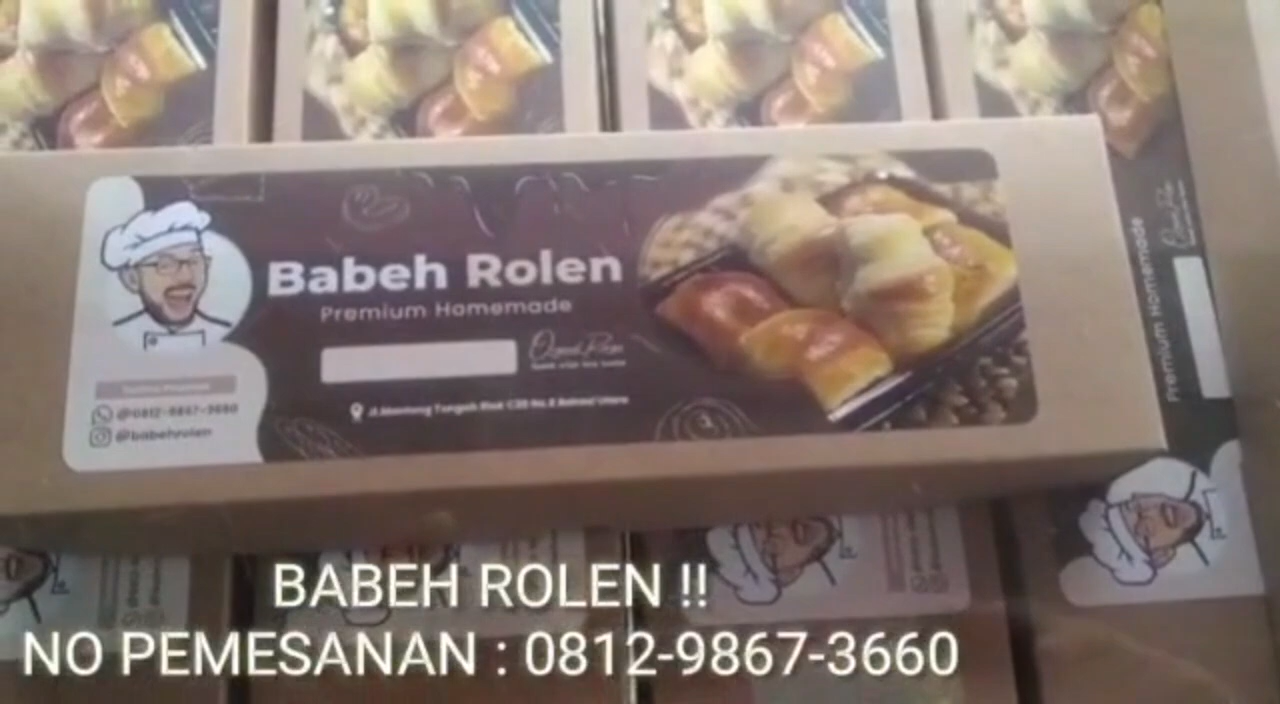 Babeh Rolen
Premium Homemade
@0812-9867-3660
@babehrolen
Premium Homemade
BABEH ROLEN !!
NO PEMESANAN : 0812-9867-3660